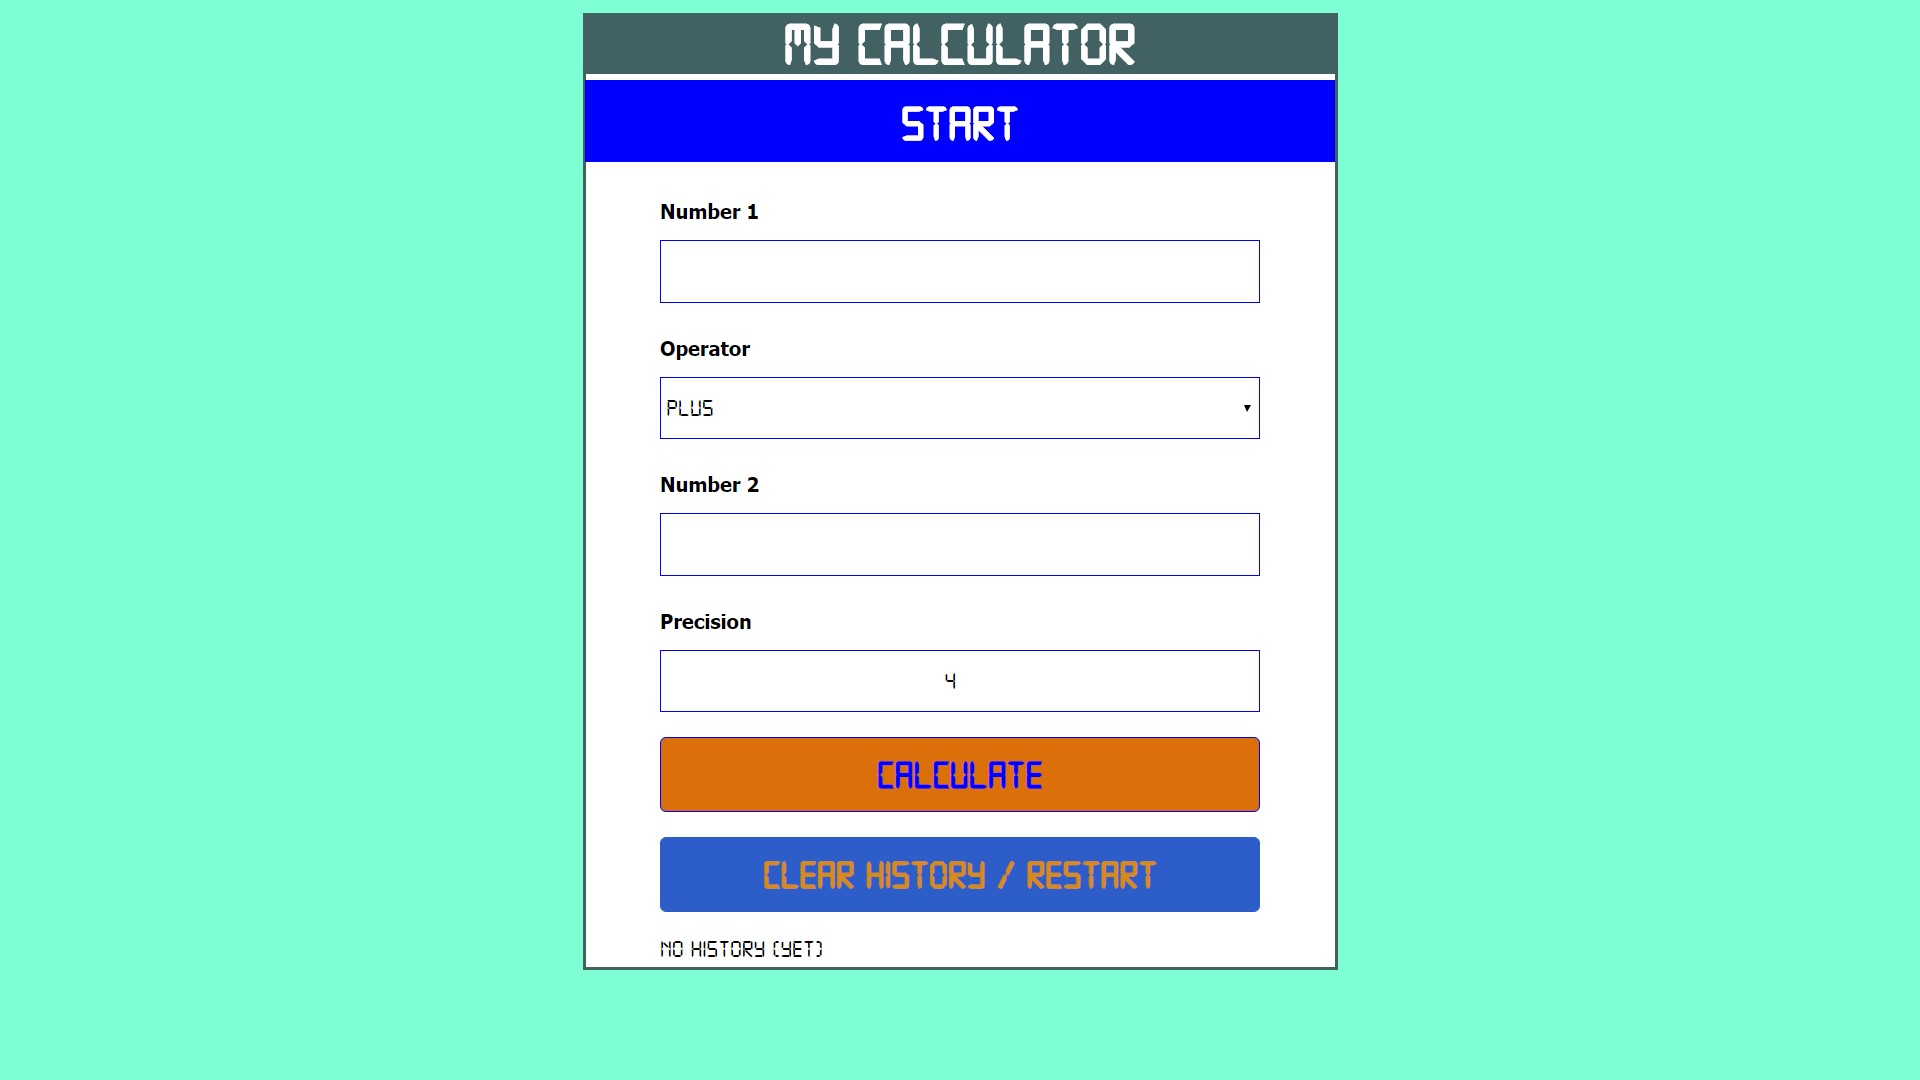 MY CALCULATOR
START
Number 1
Operator
PLUS
Number 2
Precision
4
CALCULATE
CLEAR HISTORY / RESTART
NO HISTORY (YET)